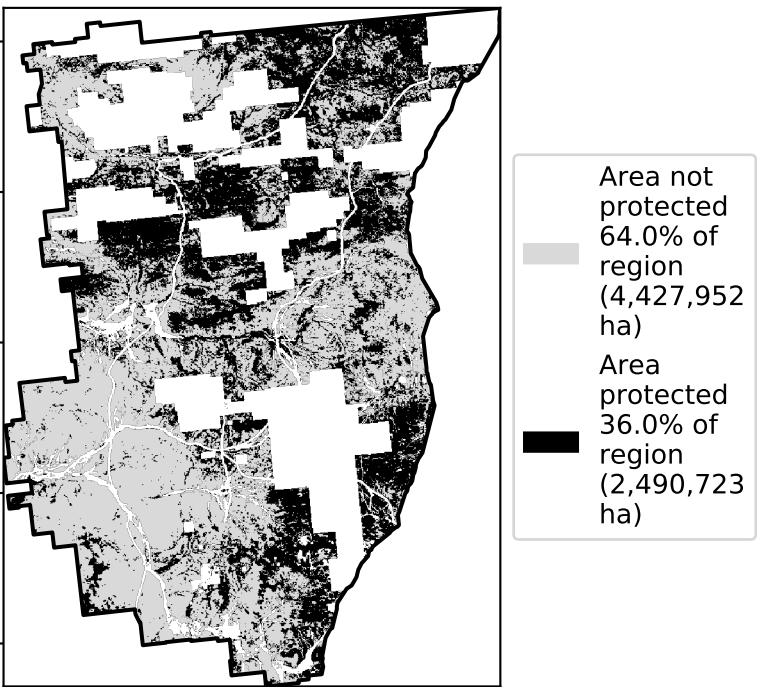 Area not
protected
64.0% of
region
(4,427,952
ha)
Area
protected
36.0% of
region
(2,490,723
ha)